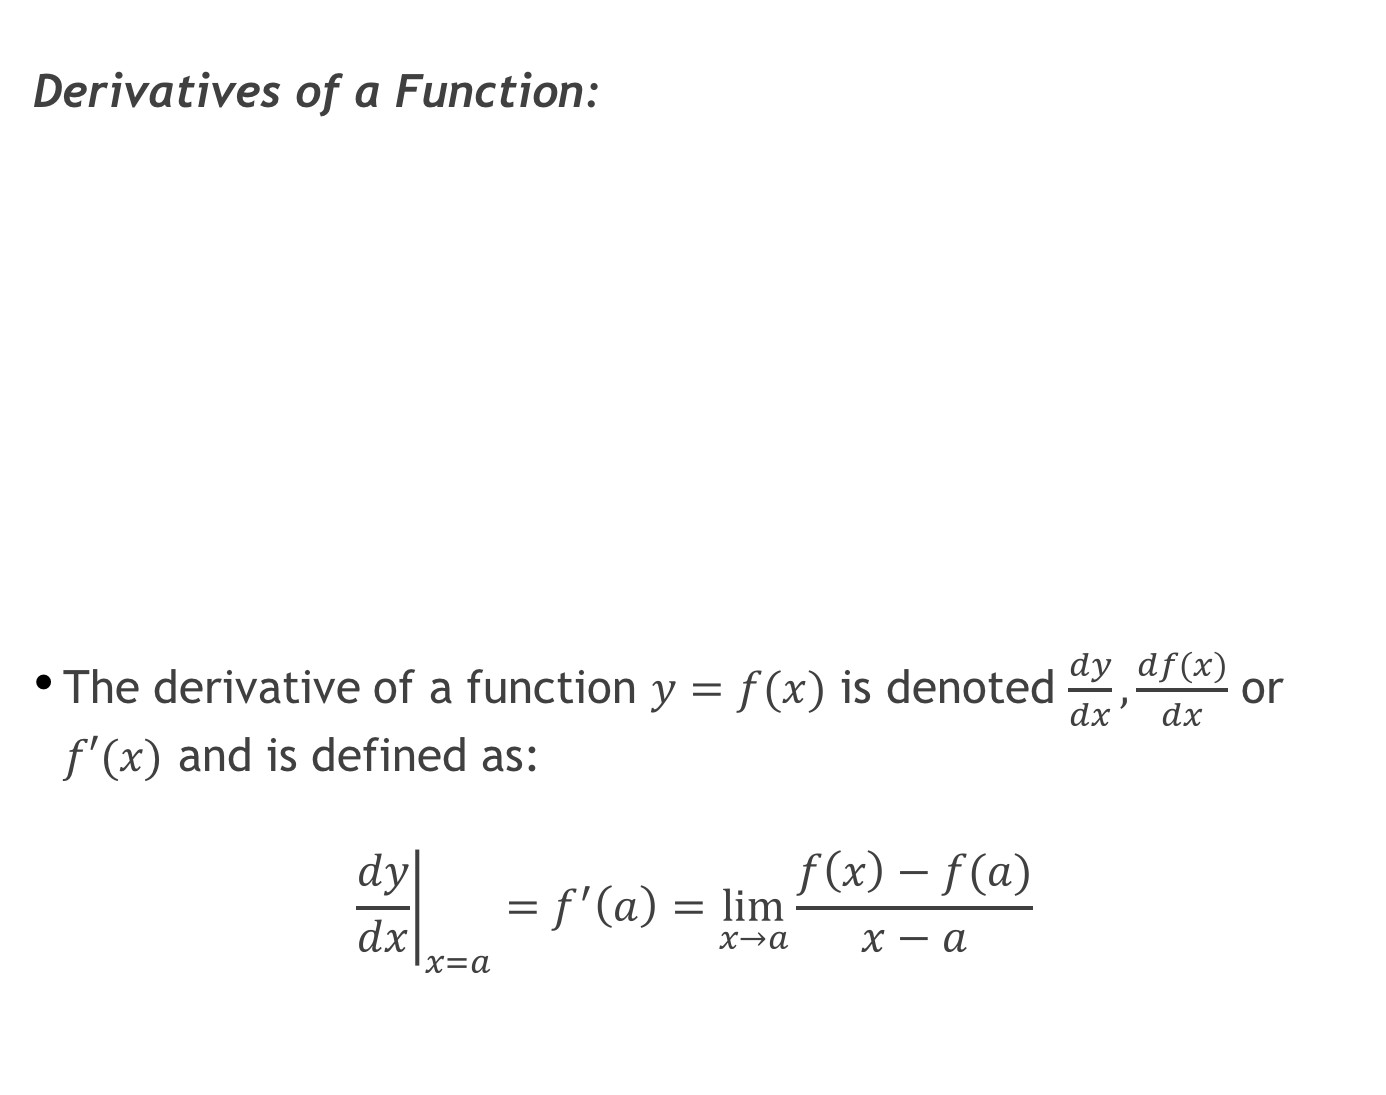 Derivatives of a Function:
• The derivative of a function y = f(x) is denoted dy/dx, df(x)/dx or
f′(x) and is defined as:
dy/dx|x=a = f′(a) = lim x→a (f(x) − f(a))/(x − a)